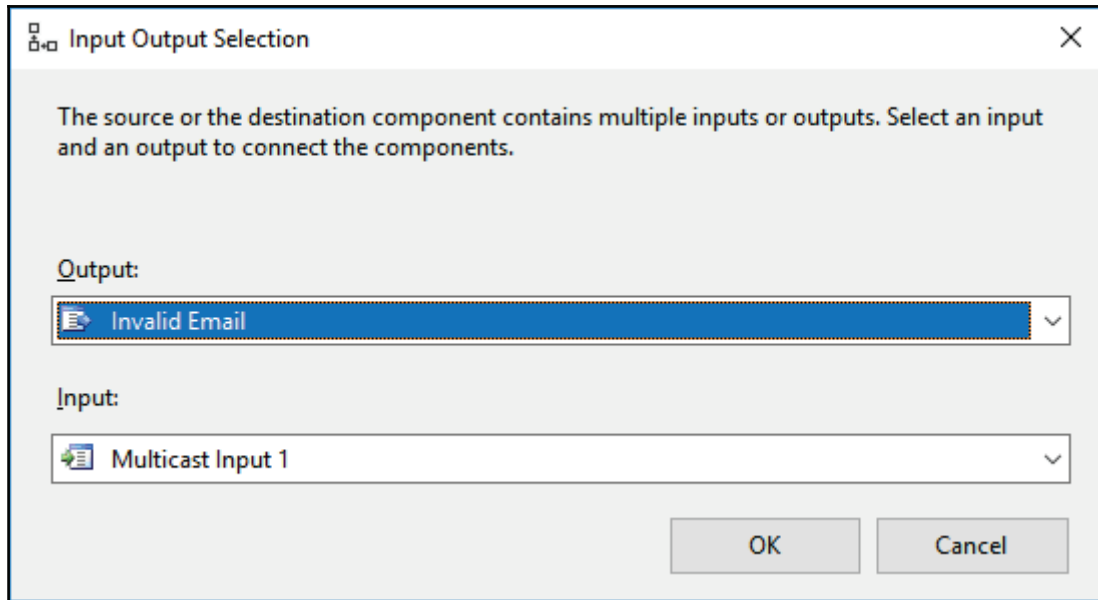 Input Output Selection
The source or the destination component contains multiple inputs or outputs. Select an input
and an output to connect the components.
Output:
Invalid Email
Input:
Multicast Input 1
OK Cancel